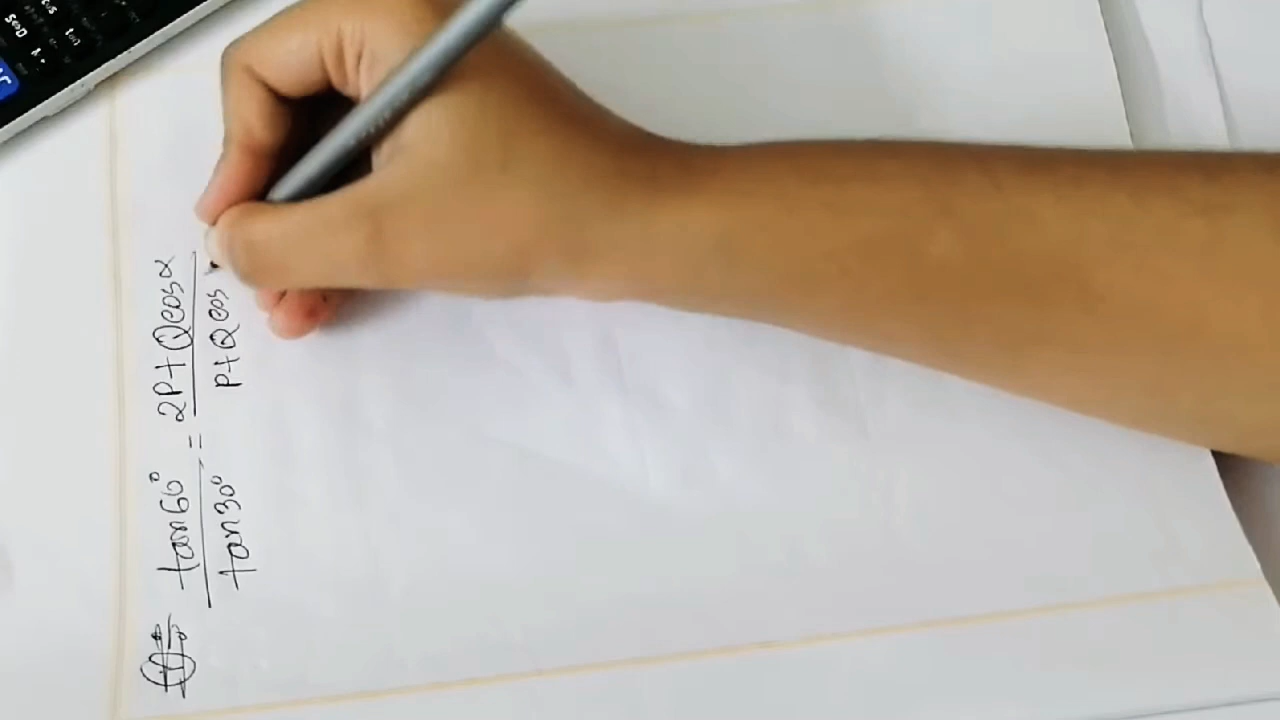 tan60° = 2P+Qcosα
tan30° P+Qcos